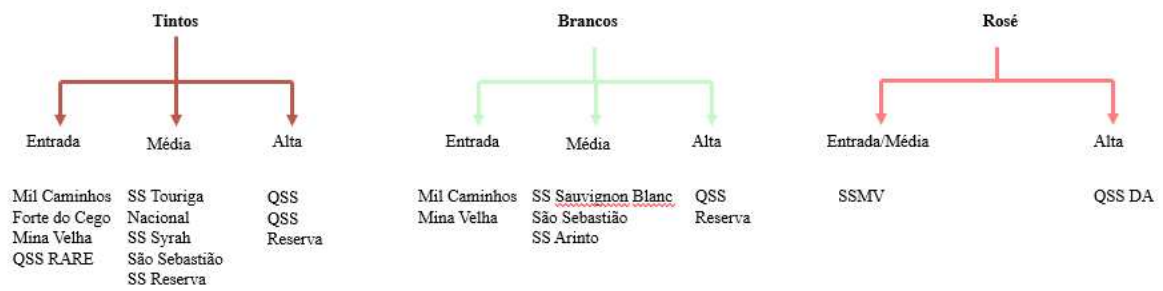 Tintos
Entrada
Média
Alta
Mil Caminhos
Forte do Cego
Mina Velha
QSS RARE
SS Touriga
Nacional
SS Syrah
São Sebastião
SS Reserva
QSS
QSS
Reserva
Brancos
Entrada
Média
Alta
Mil Caminhos
Mina Velha
SS Sauvignon Blanc
São Sebastião
SS Arinto
QSS
Reserva
Rosé
Entrada/Média
Alta
SSMV
QSS DA